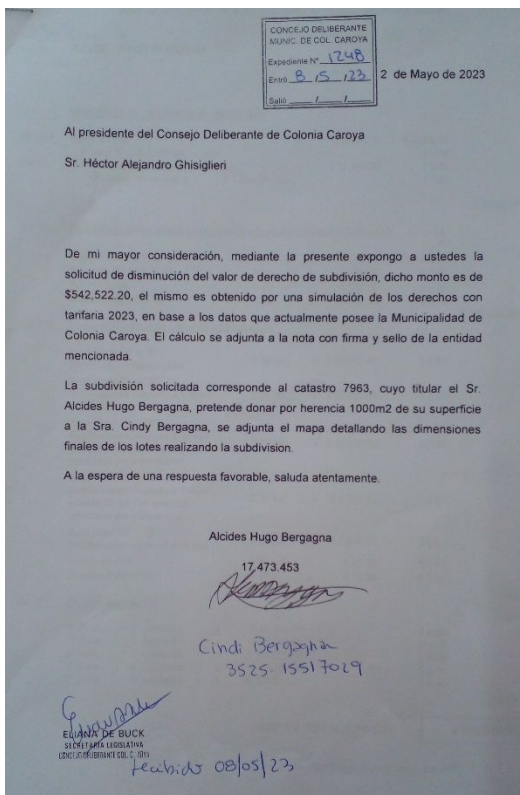 CONCEJO DELIBERANTE
MUNIC. DE COL. CAROYA
Expediente N° 1248
Entró 8 / 5 / 23
Salió ___/___/___
2 de Mayo de 2023
Al presidente del Consejo Deliberante de Colonia Caroya
Sr. Héctor Alejandro Ghisiglieri
De mi mayor consideración, mediante la presente expongo a ustedes la
solicitud de disminución del valor de derecho de subdivisión, dicho monto es de
$542,522.20, el mismo es obtenido por una simulación de los derechos con
tarifaria 2023, en base a los datos que actualmente posee la Municipalidad de
Colonia Caroya. El cálculo se adjunta a la nota con firma y sello de la entidad
mencionada.
La subdivisión solicitada corresponde al catastro 7963, cuyo titular el Sr.
Alcides Hugo Bergagna, pretende donar por herencia 1000m2 de su superficie
a la Sra. Cindy Bergagna, se adjunta el mapa detallando las dimensiones
finales de los lotes realizando la subdivision.
A la espera de una respuesta favorable, saluda atentamente.
Alcides Hugo Bergagna
17.473.453
Cindi Bergagna
3525-15517029
ELIANA DE BUCK
SECRETARIA LEGISLATIVA
CONCEJO DELIBERANTE COL. C.
recibido 08/05/23